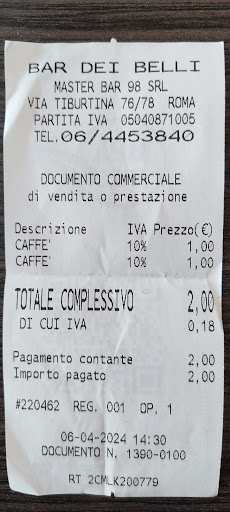 BAR DEI BELLI
MASTER BAR 98 SRL
VIA TIBURTINA 76/78 ROMA
PARTITA IVA 05040871005
TEL.06/4453840
DOCUMENTO COMMERCIALE
di vendita o prestazione
Descrizione IVA Prezzo(€)
CAFFE' 10% 1,00
CAFFE' 10% 1,00
TOTALE COMPLESSIVO 2,00
DI CUI IVA 0,18
Pagamento contante 2,00
Importo pagato 2,00
#220462 REG. 001 OP. 1
06-04-2024 14:30
DOCUMENTO N. 1390-0100
RT 2CMLK200779